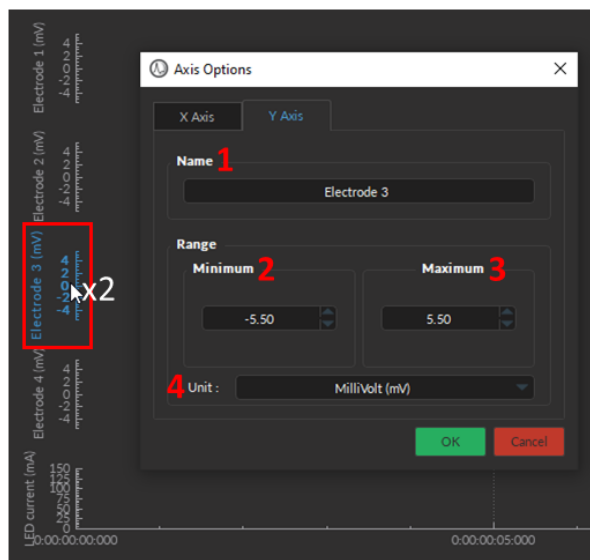 Electrode 1 (mV)
4
2
0
-2
-4
Electrode 2 (mV)
4
2
0
-2
-4
Electrode 3 (mV)
4
2
0
-2
-4
x2
Electrode 4 (mV)
4
2
0
-2
-4
LED current (mA)
150
125
100
75
50
25
0
0:00:00:00:000
0:00:00:05:000
Axis Options
X Axis
Y Axis
Name 1
Electrode 3
Range
Minimum 2
Maximum 3
-5.50
5.50
4 Unit :
MilliVolt (mV)
OK
Cancel